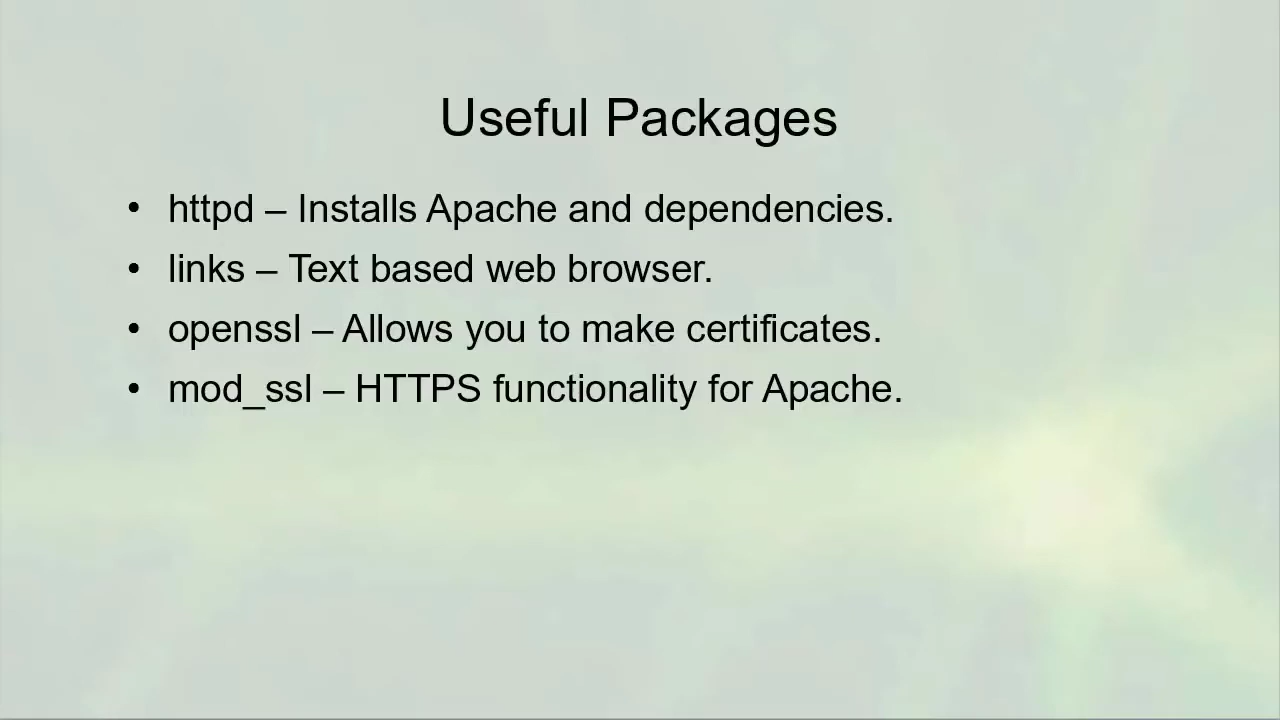 Useful Packages
• httpd – Installs Apache and dependencies.
• links – Text based web browser.
• openssl – Allows you to make certificates.
• mod_ssl – HTTPS functionality for Apache.